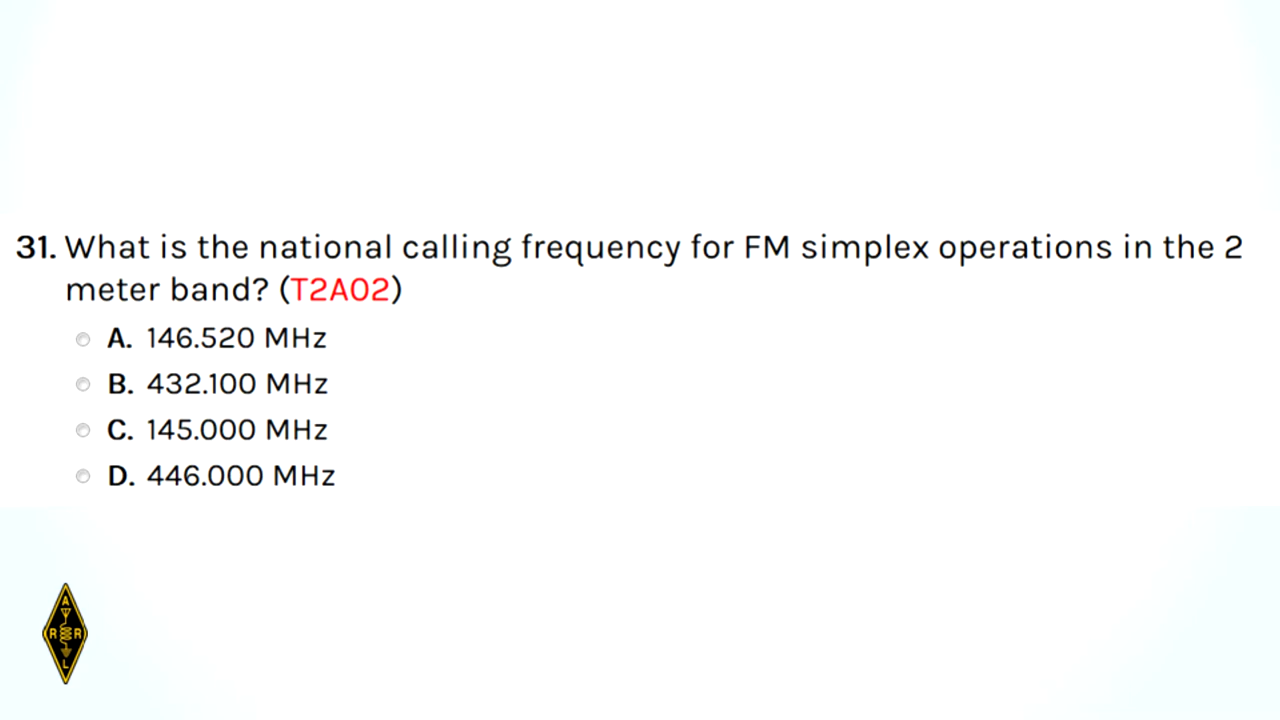 31. What is the national calling frequency for FM simplex operations in the 2
meter band? (T2A02)
A. 146.520 MHz
B. 432.100 MHz
C. 145.000 MHz
D. 446.000 MHz
A
R R
L